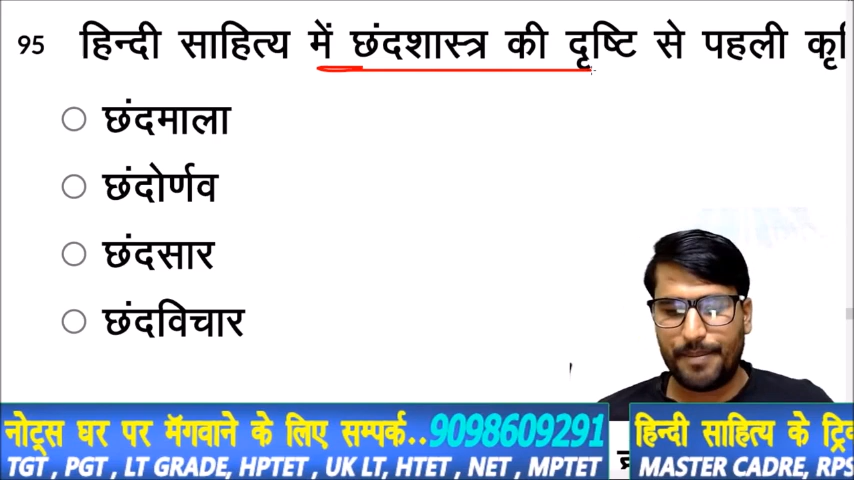 95 हिन्दी साहित्य में छंदशास्त्र की दृष्टि से पहली
छंदमाला
छंदोर्णव
छंदसार
छंदविचार
नोट्स घर पर मँगवाने के लिए सम्पर्क..9098609291
हिन्दी साहित्य के
TGT , PGT , LT GRADE, HPTET , UK LT, HTET , NET , MPTET
MASTER CADRE,